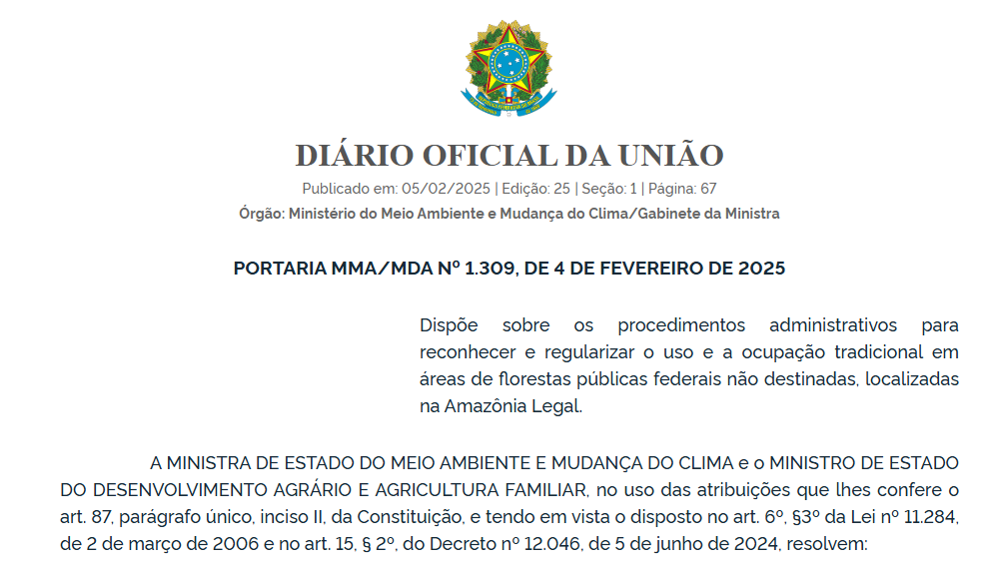 DIÁRIO OFICIAL DA UNIÃO
Publicado em: 05/02/2025 | Edição: 25 | Seção: 1 | Página: 67
Órgão: Ministério do Meio Ambiente e Mudança do Clima/Gabinete da Ministra
PORTARIA MMA/MDA Nº 1.309, DE 4 DE FEVEREIRO DE 2025
Dispõe sobre os procedimentos administrativos para
reconhecer e regularizar o uso e a ocupação tradicional em
áreas de florestas públicas federais não destinadas, localizadas
na Amazônia Legal.
A MINISTRA DE ESTADO DO MEIO AMBIENTE E MUDANÇA DO CLIMA e o MINISTRO DE ESTADO
DO DESENVOLVIMENTO AGRÁRIO E AGRICULTURA FAMILIAR, no uso das atribuições que lhes confere o
art. 87, parágrafo único, inciso II, da Constituição, e tendo em vista o disposto no art. 6º, §3º da Lei nº 11.284,
de 2 de março de 2006 e no art. 15, § 2º, do Decreto nº 12.046, de 5 de junho de 2024, resolvem: